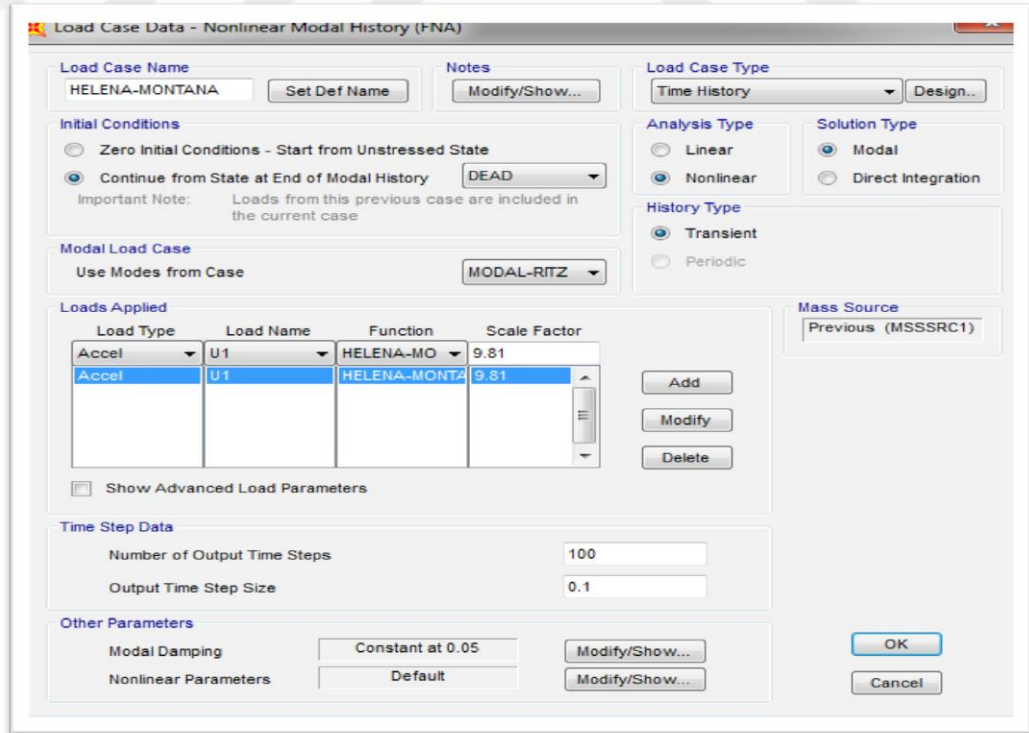 Load Case Data - Nonlinear Modal History (FNA)
Load Case Name
HELENA-MONTANA
Set Def Name
Notes
Modify/Show...
Load Case Type
Time History
Design..
Initial Conditions
Zero Initial Conditions - Start from Unstressed State
Continue from State at End of Modal History
DEAD
Important Note: Loads from this previous case are included in
the current case
Analysis Type
Linear
Nonlinear
Solution Type
Modal
Direct Integration
History Type
Transient
Periodic
Modal Load Case
Use Modes from Case
MODAL-RITZ
Loads Applied
Load Type Load Name Function Scale Factor
Accel U1 HELENA-MO 9.81
Accel U1 HELENA-MONTA 9.81
Add
Modify
Delete
Show Advanced Load Parameters
Mass Source
Previous (MSSSRC1)
Time Step Data
Number of Output Time Steps 100
Output Time Step Size 0.1
Other Parameters
Modal Damping Constant at 0.05 Modify/Show...
Nonlinear Parameters Default Modify/Show...
OK
Cancel